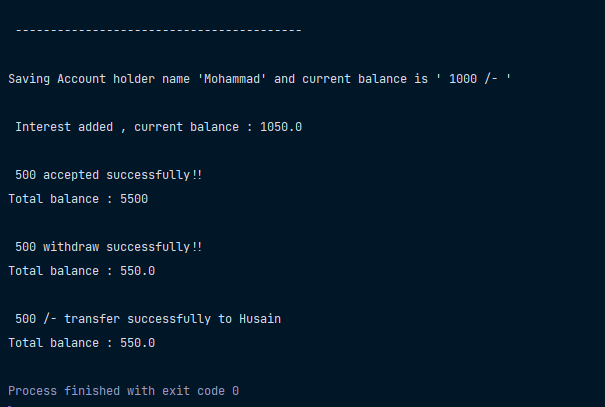 -----------------------------------------
Saving Account holder name 'Mohammad' and current balance is ' 1000 /- '
Interest added , current balance : 1050.0
500 accepted successfully!!
Total balance : 5500
500 withdraw successfully!!
Total balance : 550.0
500 /- transfer successfully to Husain
Total balance : 550.0
Process finished with exit code 0